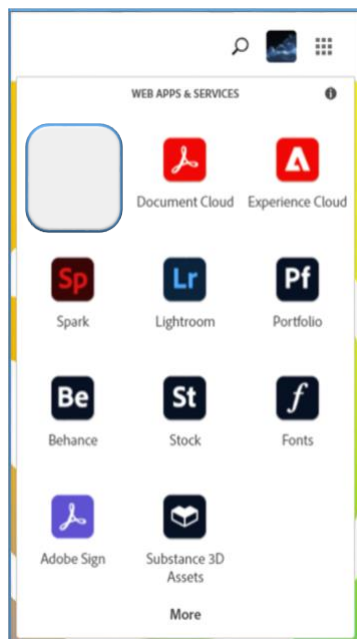 WEB APPS & SERVICES
Document Cloud Experience Cloud
Sp Lr Pf
Spark Lightroom Portfolio
Be St f
Behance Stock Fonts
Adobe Sign Substance 3D
Assets
More